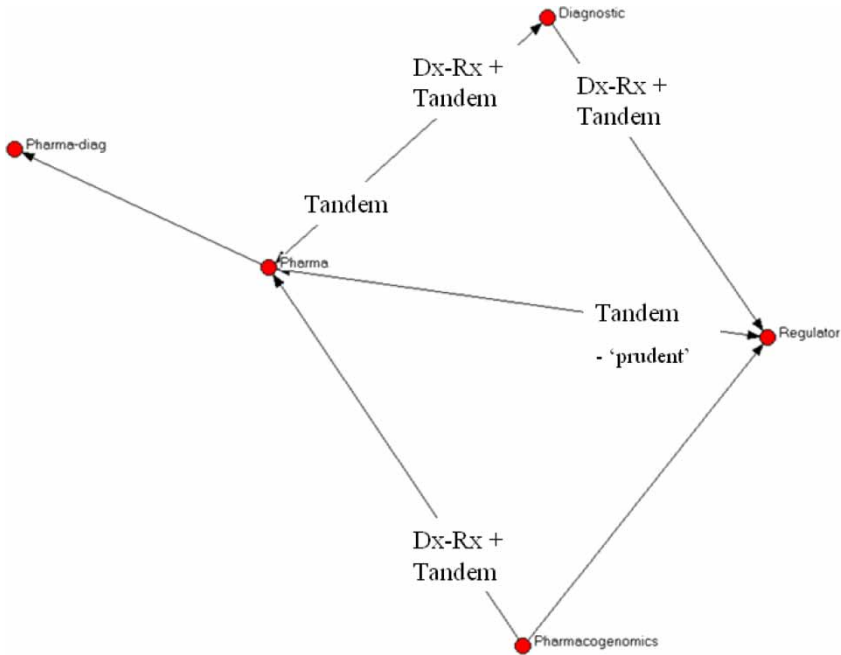 Diagnostic
Dx-Rx +
Tandem
Dx-Rx +
Tandem
Pharma-diag
Tandem
Pharma
Tandem
- ‘prudent’
Regulator
Dx-Rx +
Tandem
Pharmacogenomics